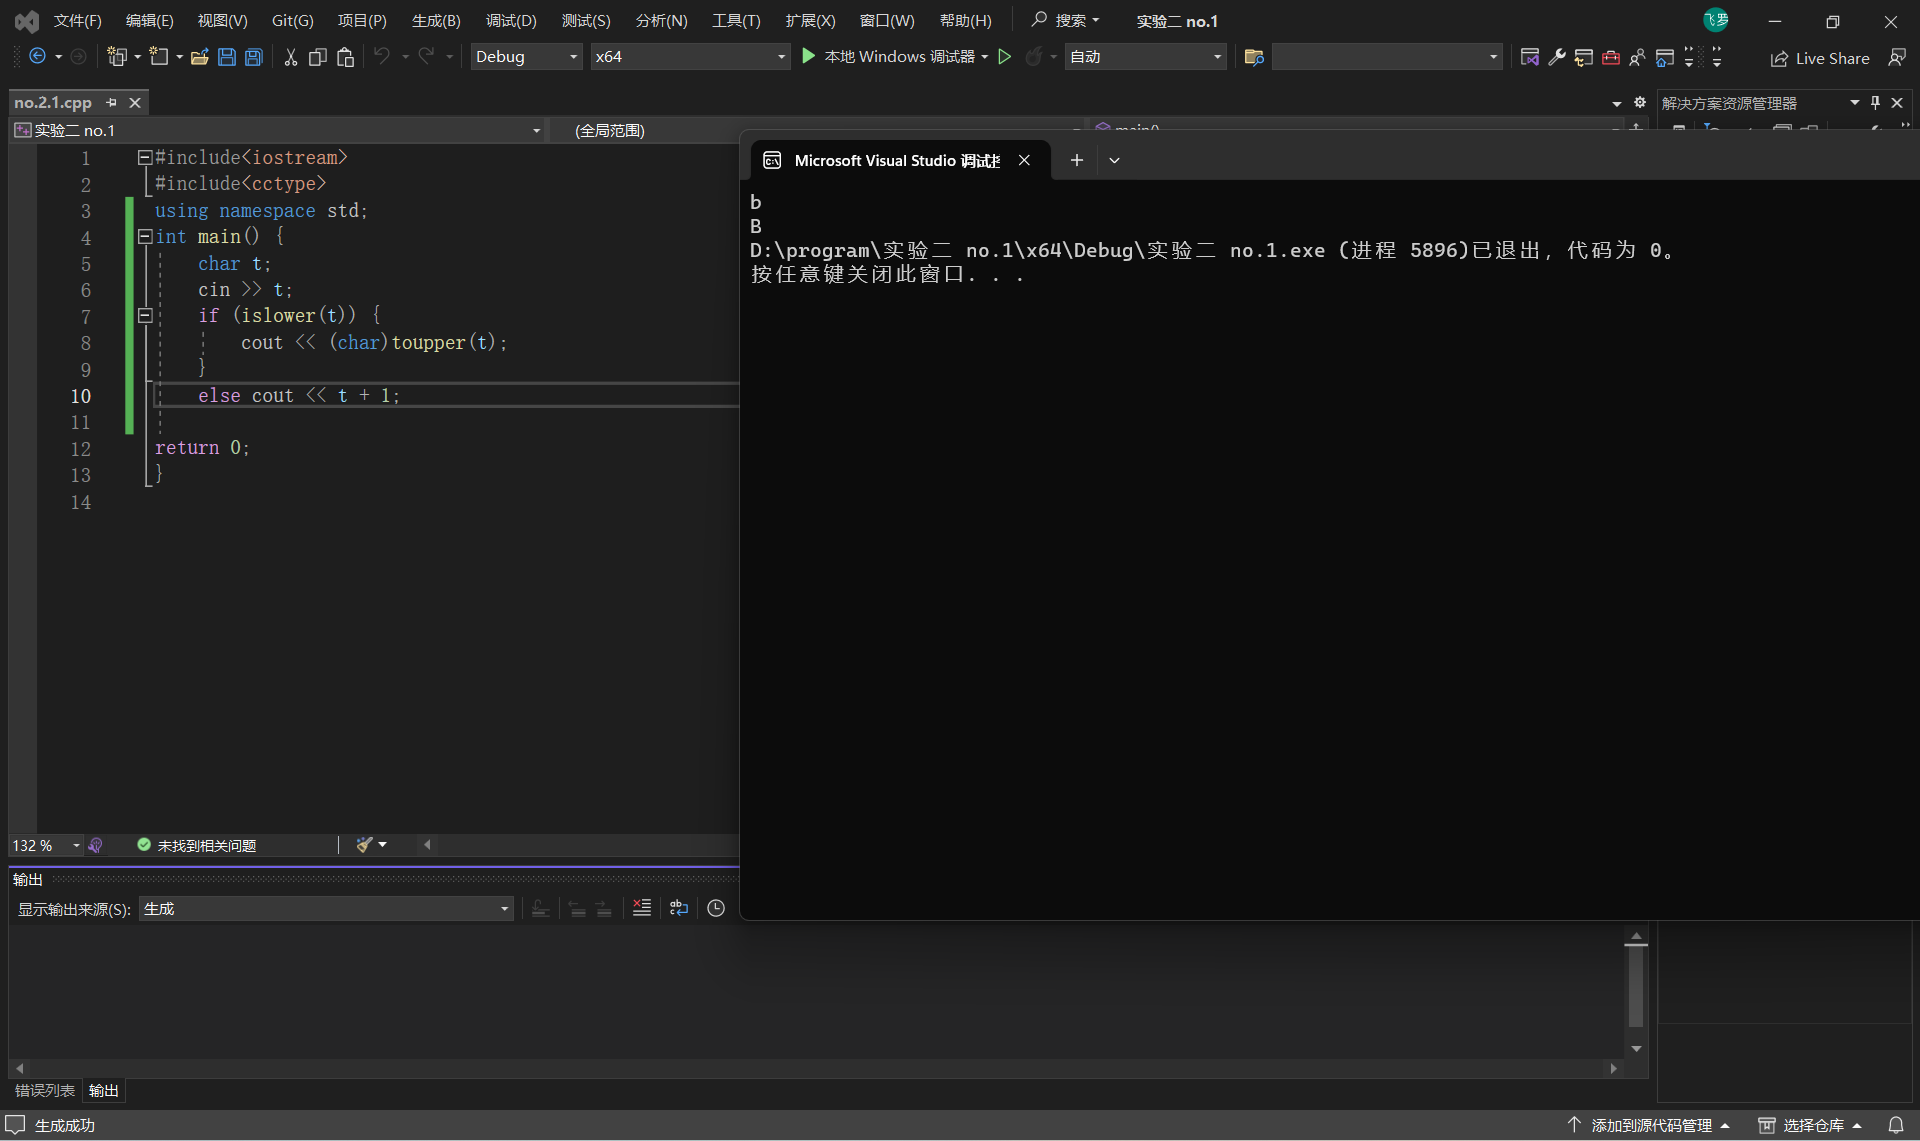 文件(F) 编辑(E) 视图(V) Git(G) 项目(P) 生成(B) 调试(D) 测试(S) 分析(N) 工具(T) 扩展(X) 窗口(W) 帮助(H) 搜索 实验二 no.1 飞罗
Debug x64 本地 Windows 调试器 自动 Live Share
no.2.1.cpp 解决方案资源管理器
实验二 no.1 (全局范围) main()
1 #include<iostream>
2 #include<cctype>
3 using namespace std;
4 int main() {
5 char t;
6 cin >> t;
7 if (islower(t)) {
8 cout << (char)toupper(t);
9 }
10 else cout << t + 1;
11
12 return 0;
13 }
14
Microsoft Visual Studio 调试
b
B
D:\program\实验二 no.1\x64\Debug\实验二 no.1.exe (进程 5896)已退出，代码为 0。
按任意键关闭此窗口. . .
132 % 未找到相关问题
输出
显示输出来源(S): 生成
错误列表 输出
生成成功 添加到源代码管理 选择仓库